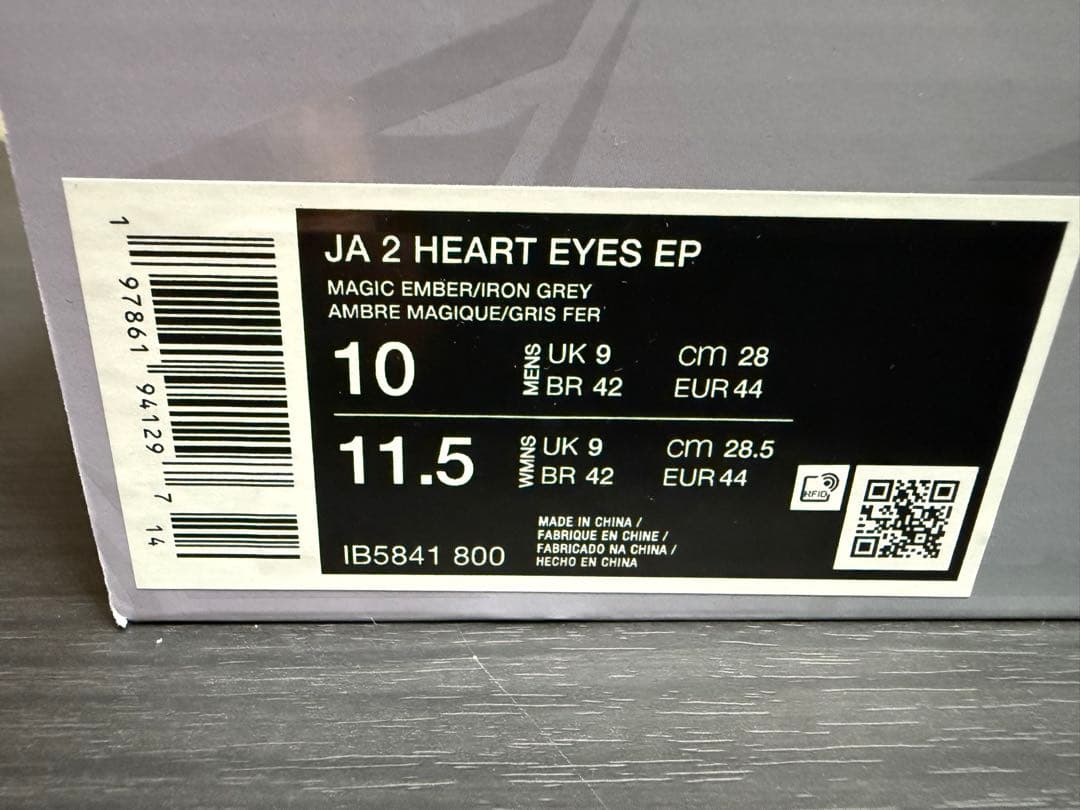 JA 2 HEART EYES EP
MAGIC EMBER/IRON GREY
AMBRE MAGIQUE/GRIS FER
10
MENS
UK 9 cm 28
BR 42 EUR 44
11.5
WMNS
UK 9 cm 28.5
BR 42 EUR 44
RFID
IB5841 800
MADE IN CHINA /
FABRIQUE EN CHINE /
FABRICADO NA CHINA /
HECHO EN CHINA
1 97861 94129 7 14